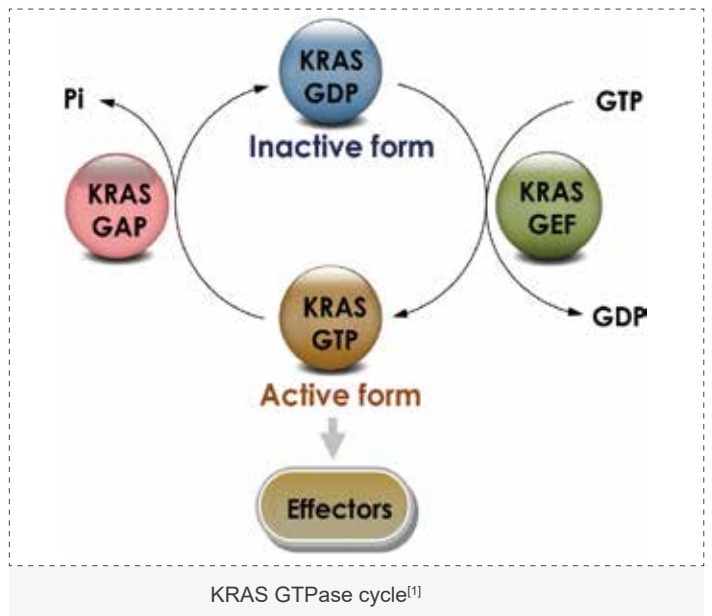 KRAS
GDP
Inactive form
Pi
GTP
KRAS
GAP
KRAS
GEF
KRAS
GTP
GDP
Active form
Effectors
KRAS GTPase cycle[1]